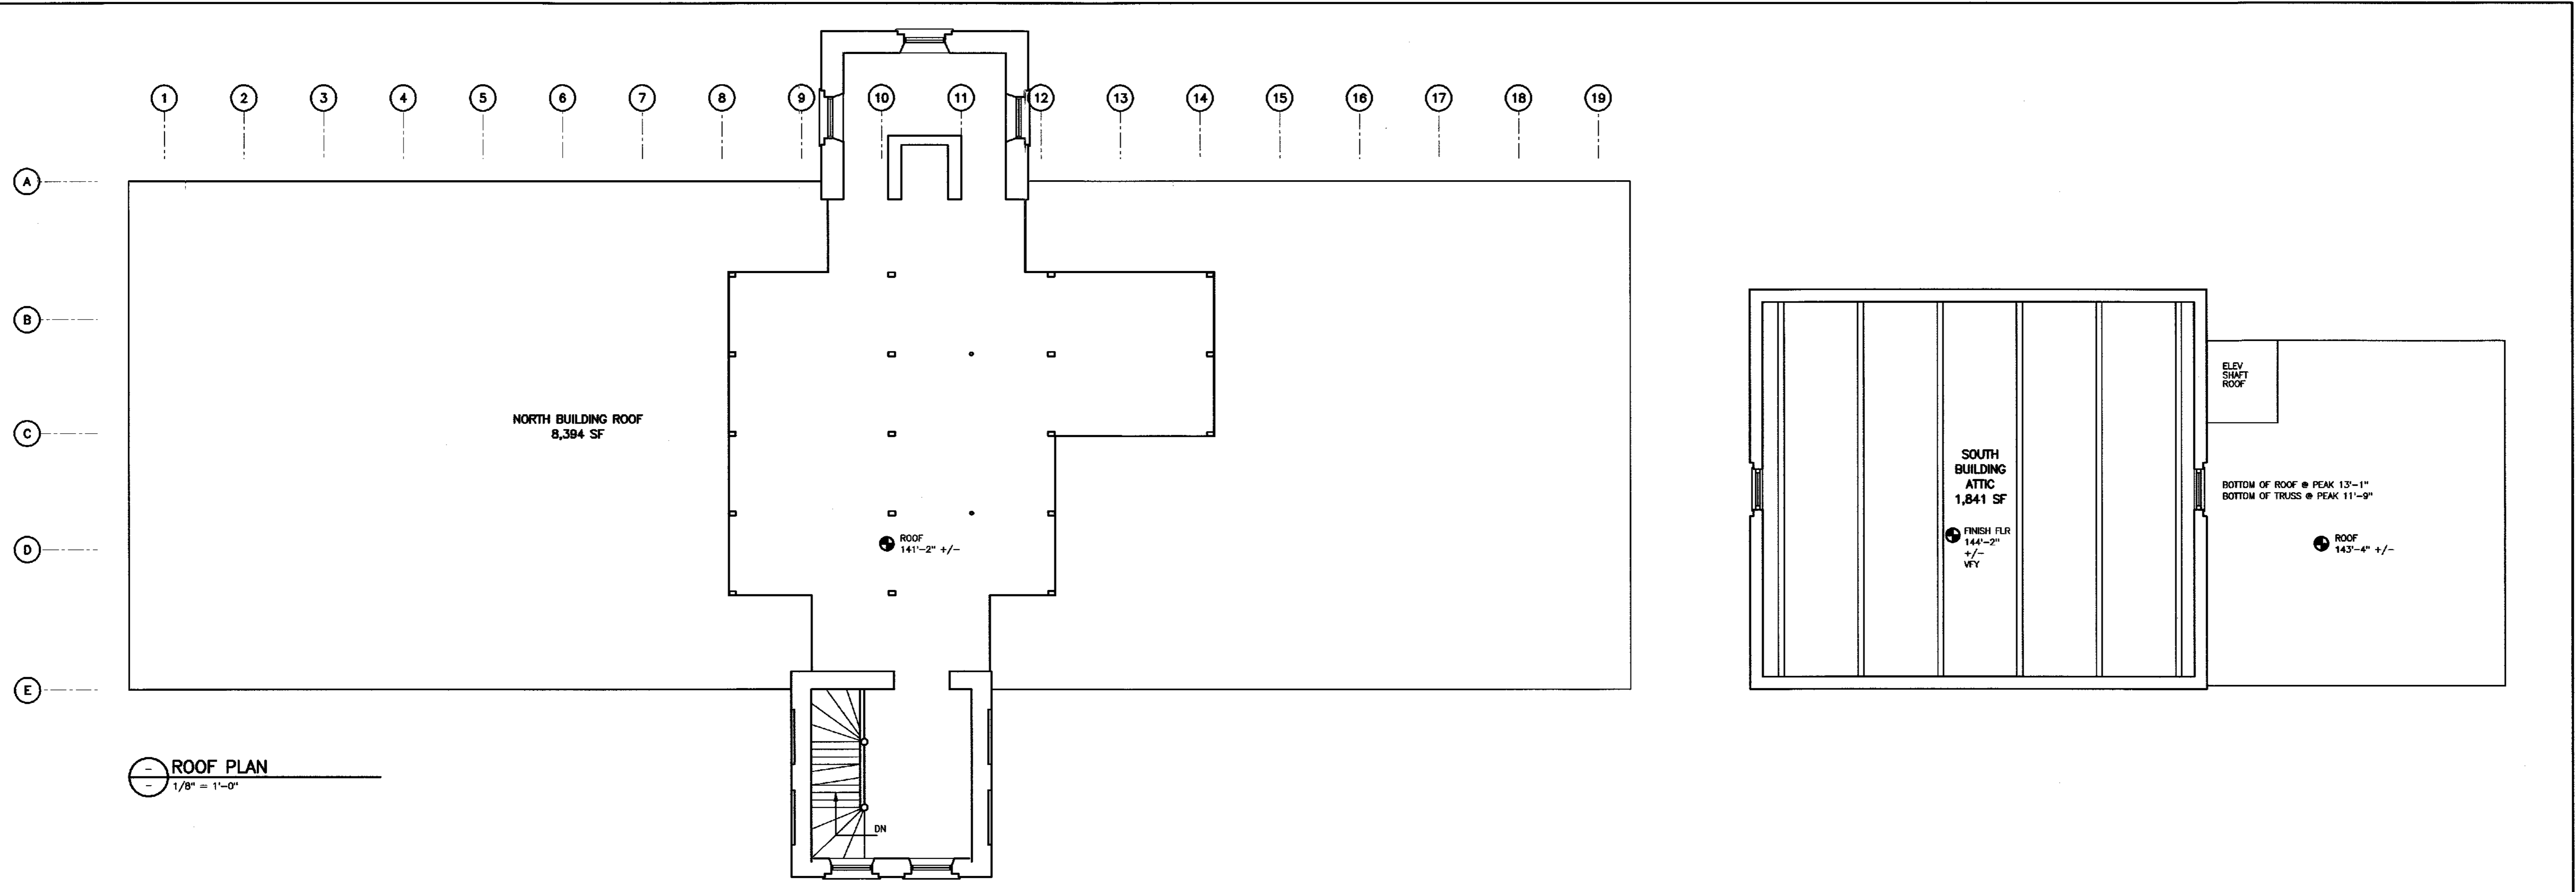 1
2
3
4
5
6
7
8
9
10
11
12
13
14
15
16
17
18
19
A
B
C
D
E
NORTH BUILDING ROOF
8,394 SF
ROOF
141'-2" +/-
DN
ELEV
SHAFT
ROOF
SOUTH
BUILDING
ATTIC
1,841 SF
FINISH FLR
144'-2"
+/-
VFY
BOTTOM OF ROOF @ PEAK 13'-1"
BOTTOM OF TRUSS @ PEAK 11'-9"
ROOF
143'-4" +/-
-
-
ROOF PLAN
1/8" = 1'-0"